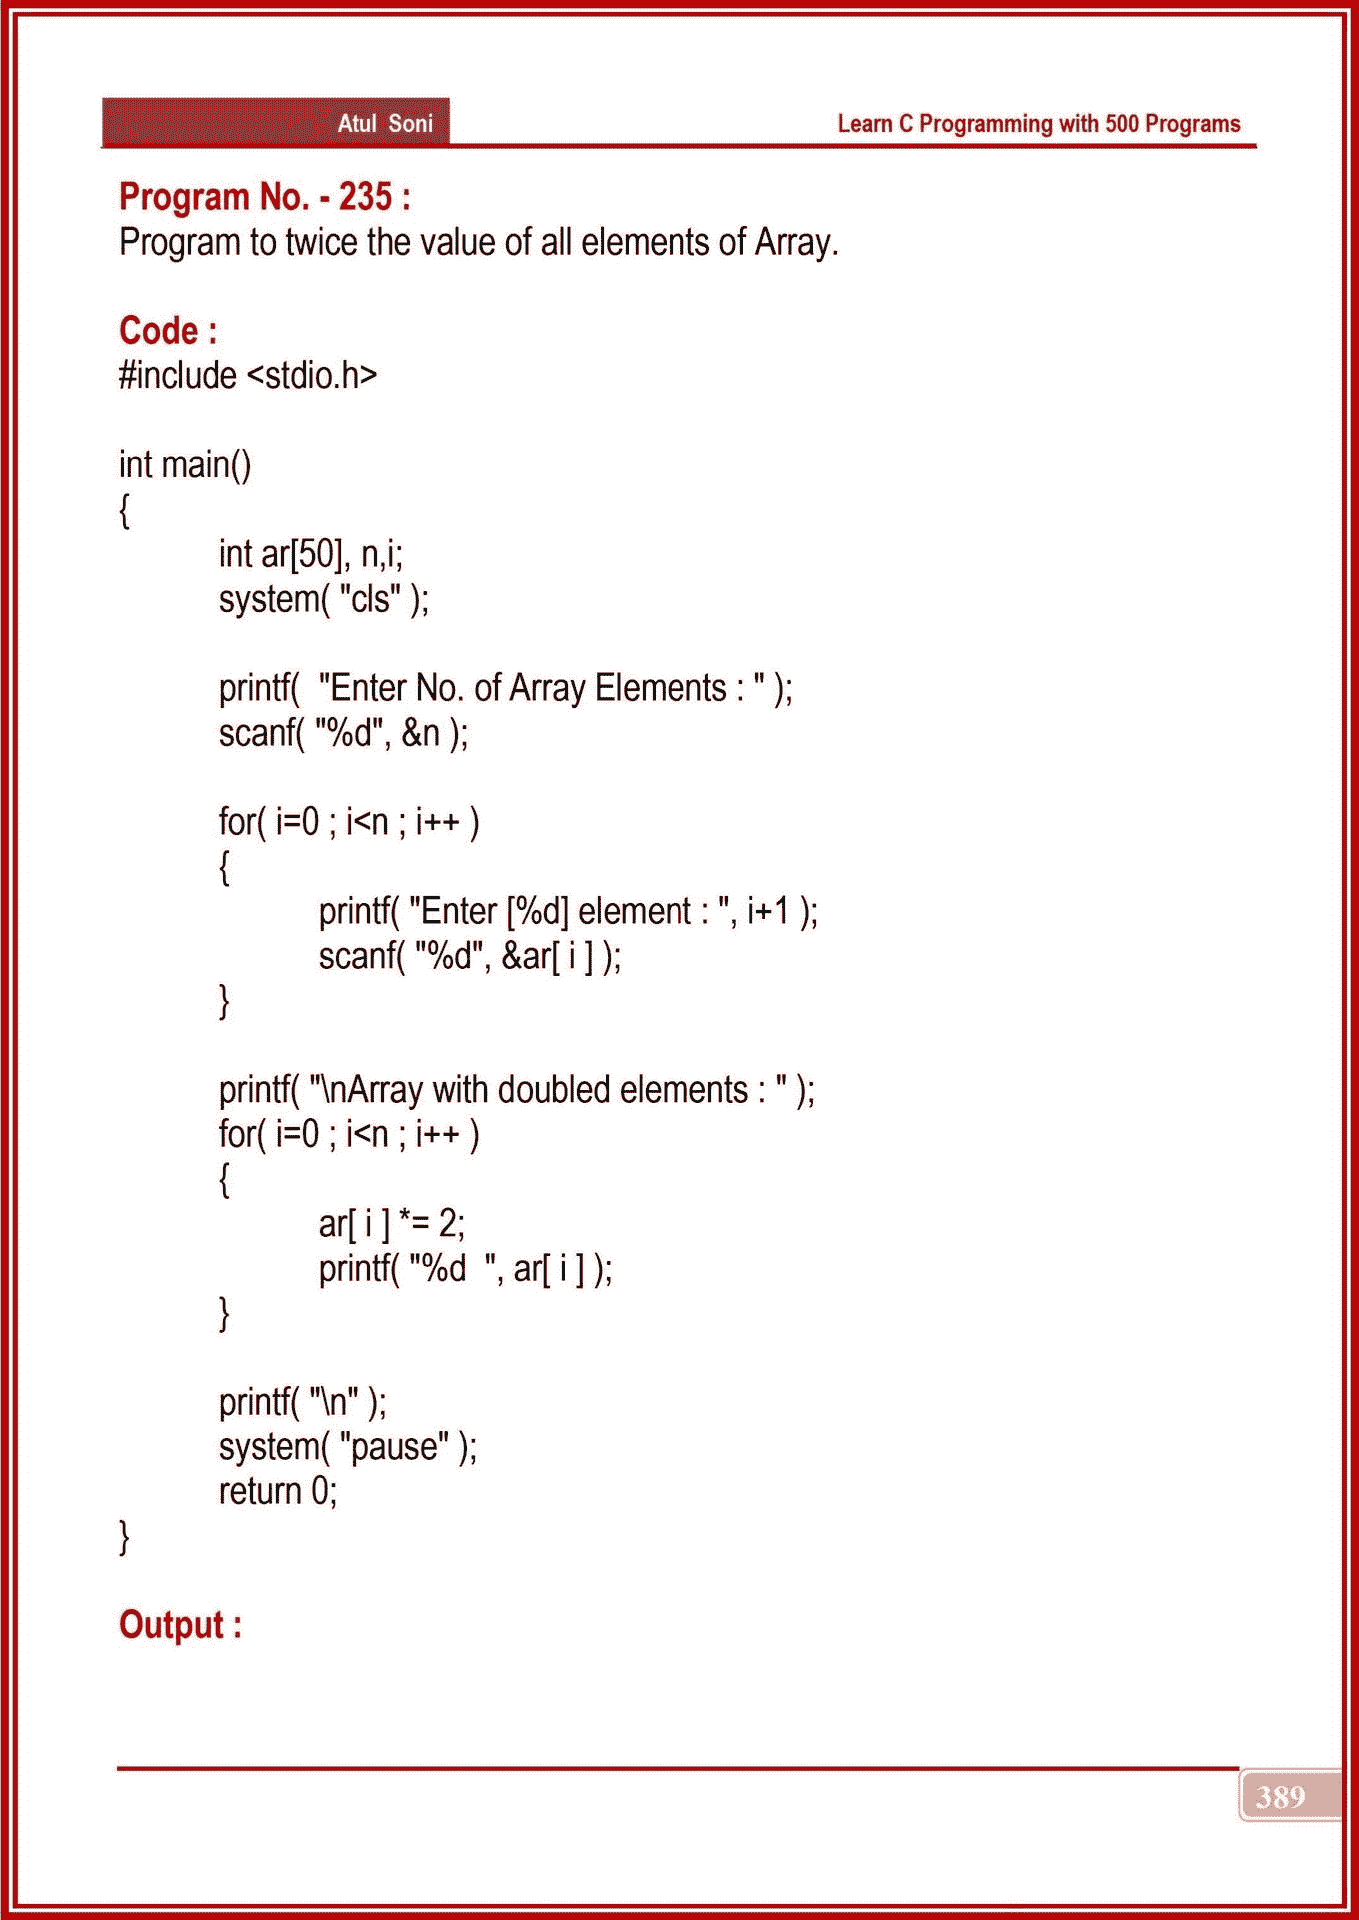 Atul  Soni
Learn C Programming with 500 Programs
Program No. - 235 :
Program to twice the value of all elements of Array.
Code :
#include <stdio.h>
int main()
{
int ar[50], n,i;
system( "cls" );
printf(  "Enter No. of Array Elements : " );
scanf( "%d", &n );
for( i=0 ; i<n ; i++ )
{
printf( "Enter [%d] element : ", i+1 );
scanf( "%d", &ar[ i ] );
}
printf( "\nArray with doubled elements : " );
for( i=0 ; i<n ; i++ )
{
ar[ i ] *= 2;
printf( "%d  ", ar[ i ] );
}
printf( "\n" );
system( "pause" );
return 0;
}
Output :
389